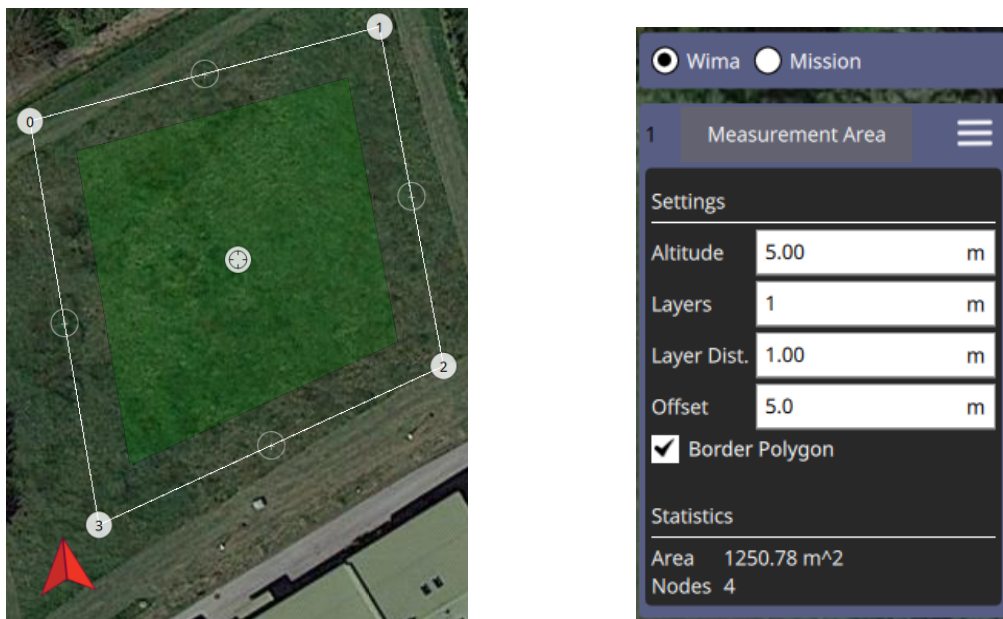 1
0
2
3
Wima Mission
1 Measurement Area
Settings
Altitude 5.00 m
Layers 1 m
Layer Dist. 1.00 m
Offset 5.0 m
Border Polygon
Statistics
Area 1250.78 m^2
Nodes 4